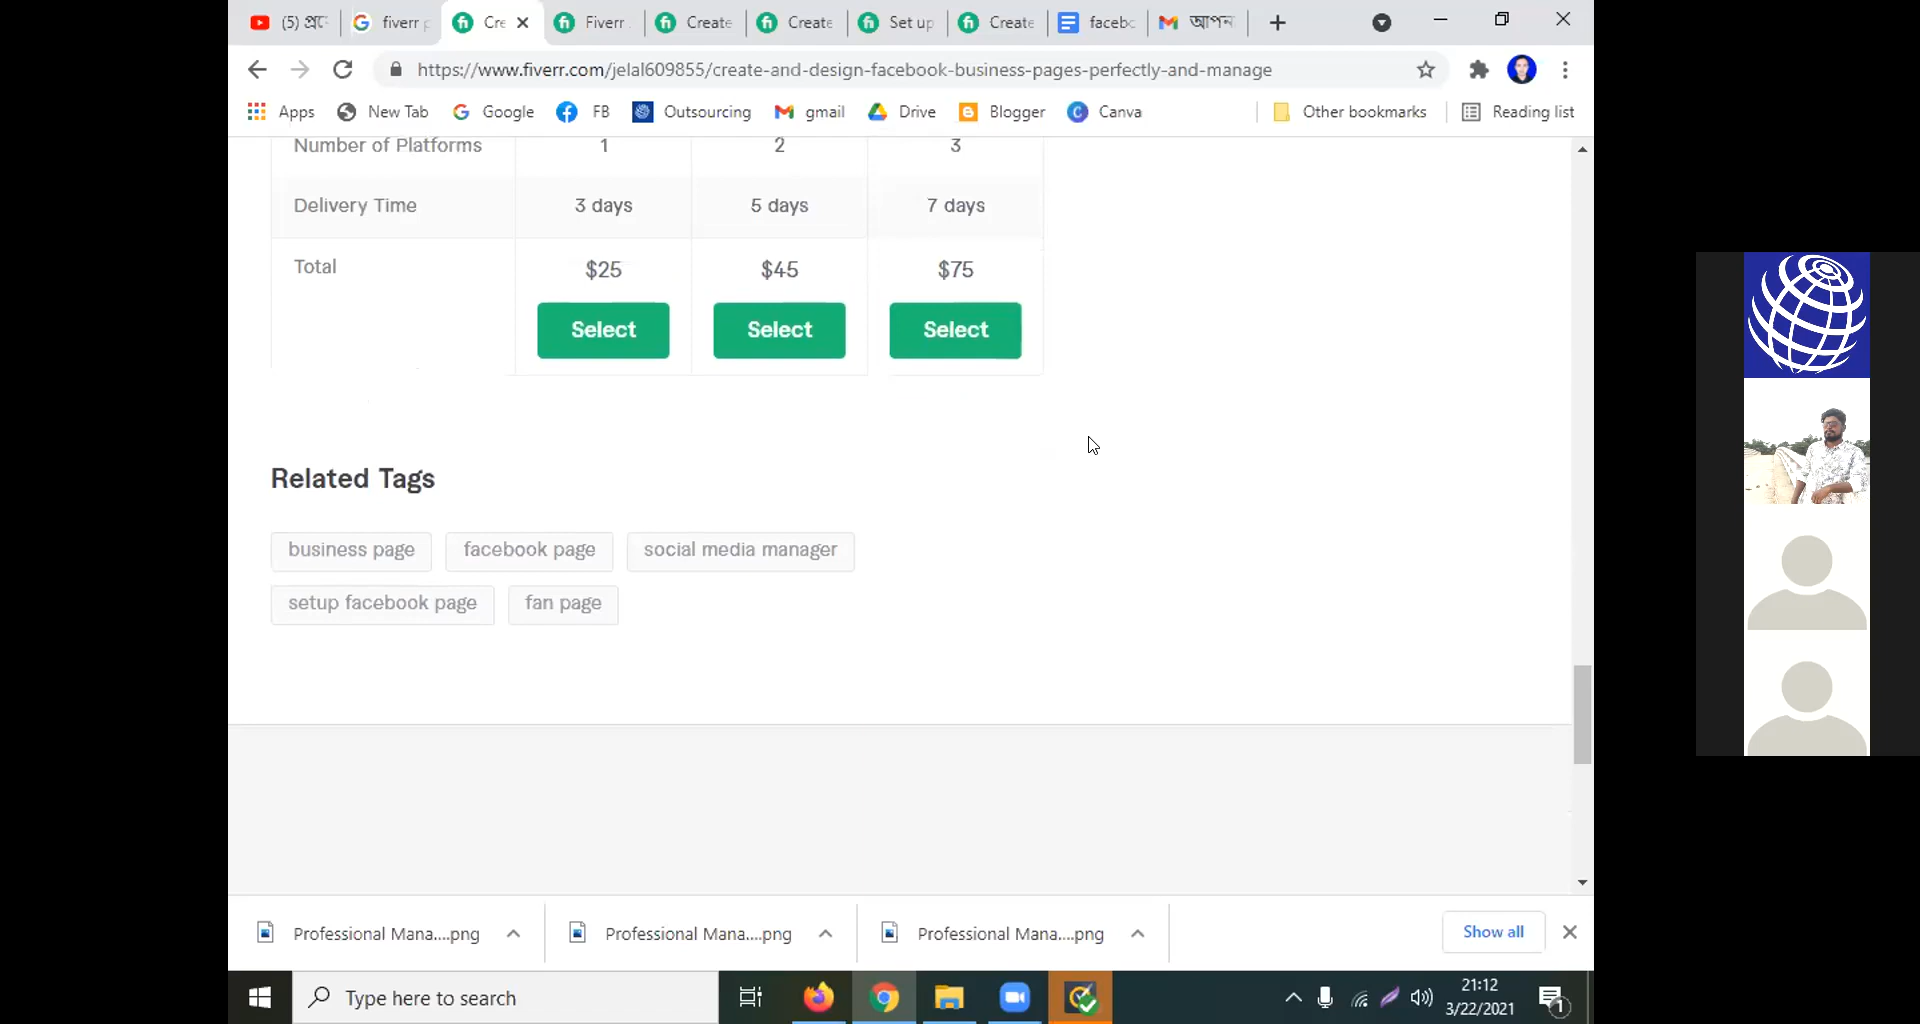 (5) প্রে
fiverr p
Cre
Fiverr
Create
Create
Set up
Create
facebo
আপন
https://www.fiverr.com/jelal609855/create-and-design-facebook-business-pages-perfectly-and-manage
Apps
New Tab
Google
FB
Outsourcing
gmail
Drive
Blogger
Canva
Other bookmarks
Reading list
Number of Platforms 1 2 3
Delivery Time 3 days 5 days 7 days
Total $25 $45 $75
Select Select Select
Related Tags
business page facebook page social media manager
setup facebook page fan page
Professional Mana....png Professional Mana....png Professional Mana....png Show all
Type here to search
21:12
3/22/2021
1